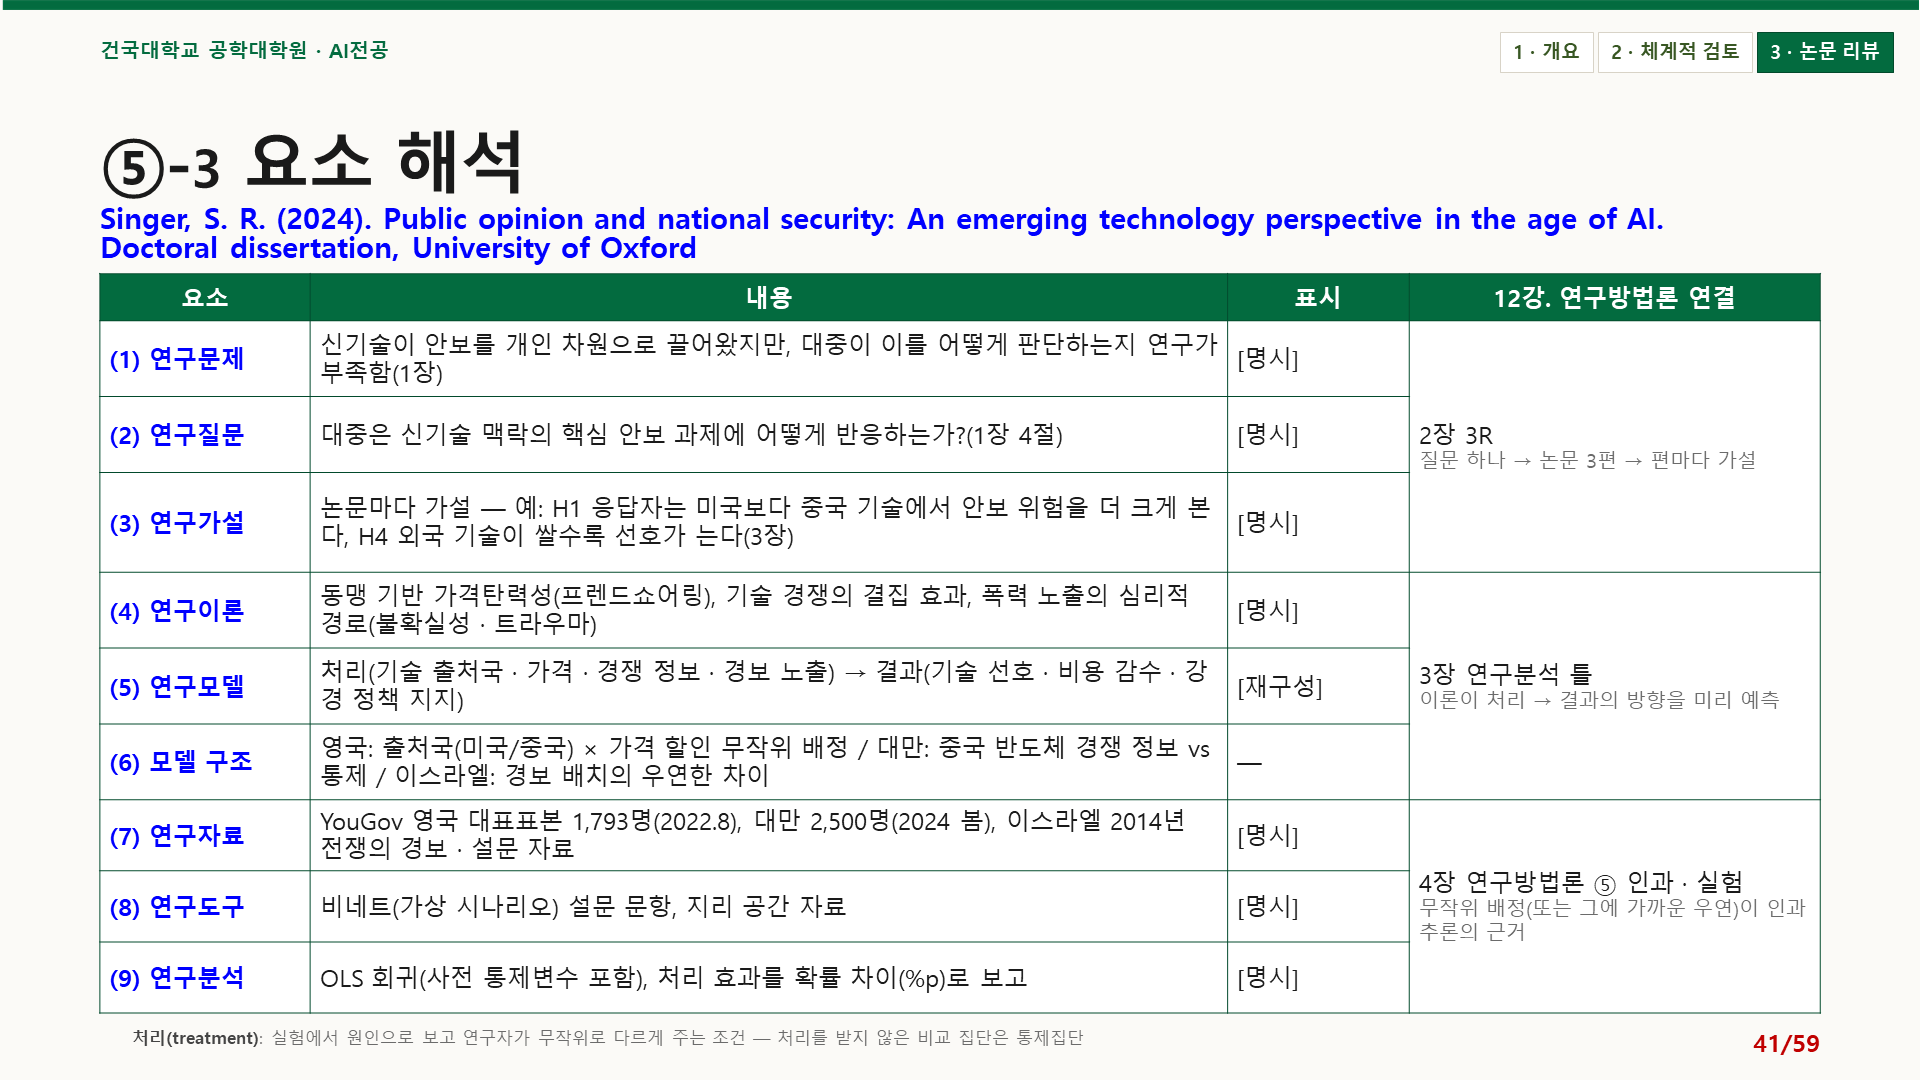 건국대학교 공학대학원 · AI전공
1 · 개요
2 · 체계적 검토
3 · 논문 리뷰
⑤-3 요소 해석
Singer, S. R. (2024). Public opinion and national security: An emerging technology perspective in the age of AI.
Doctoral dissertation, University of Oxford
요소
내용
표시
12강. 연구방법론 연결
(1) 연구문제
신기술이 안보를 개인 차원으로 끌어왔지만, 대중이 이를 어떻게 판단하는지 연구가
부족함(1장)
[명시]
2장 3R
질문 하나 → 논문 3편 → 편마다 가설
(2) 연구질문
대중은 신기술 맥락의 핵심 안보 과제에 어떻게 반응하는가?(1장 4절)
[명시]
(3) 연구가설
논문마다 가설 — 예: H1 응답자는 미국보다 중국 기술에서 안보 위험을 더 크게 본
다, H4 외국 기술이 쌀수록 선호가 는다(3장)
[명시]
(4) 연구이론
동맹 기반 가격탄력성(프렌드쇼어링), 기술 경쟁의 결집 효과, 폭력 노출의 심리적
경로(불확실성 · 트라우마)
[명시]
3장 연구분석 틀
이론이 처리 → 결과의 방향을 미리 예측
(5) 연구모델
처리(기술 출처국 · 가격 · 경쟁 정보 · 경보 노출) → 결과(기술 선호 · 비용 감수 · 강
경 정책 지지)
[재구성]
(6) 모델 구조
영국: 출처국(미국/중국) × 가격 할인 무작위 배정 / 대만: 중국 반도체 경쟁 정보 vs
통제 / 이스라엘: 경보 배치의 우연한 차이
—
(7) 연구자료
YouGov 영국 대표표본 1,793명(2022.8), 대만 2,500명(2024 봄), 이스라엘 2014년
전쟁의 경보 · 설문 자료
[명시]
4장 연구방법론 ⑤ 인과 · 실험
무작위 배정(또는 그에 가까운 우연)이 인과
추론의 근거
(8) 연구도구
비네트(가상 시나리오) 설문 문항, 지리 공간 자료
[명시]
(9) 연구분석
OLS 회귀(사전 통제변수 포함), 처리 효과를 확률 차이(%p)로 보고
[명시]
처리(treatment): 실험에서 원인으로 보고 연구자가 무작위로 다르게 주는 조건 — 처리를 받지 않은 비교 집단은 통제집단
41/59